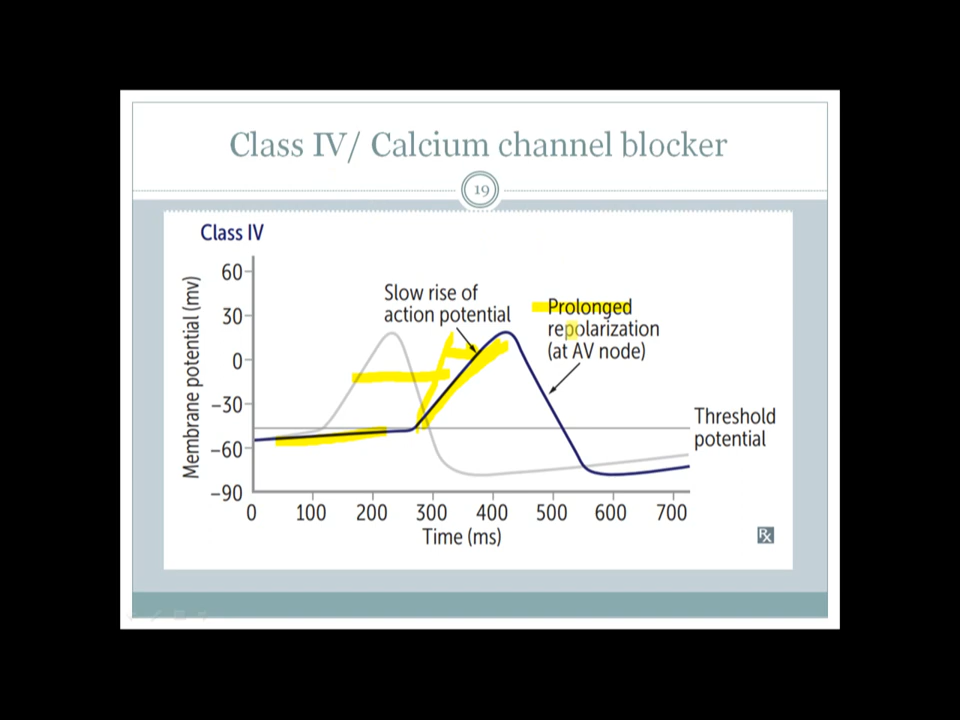 Class IV/ Calcium channel blocker
19
Class IV
Membrane potential (mv)
60
30
0
−30
−60
−90
Slow rise of
action potential
Prolonged
repolarization
(at AV node)
Threshold
potential
0 100 200 300 400 500 600 700
Time (ms)
Rx